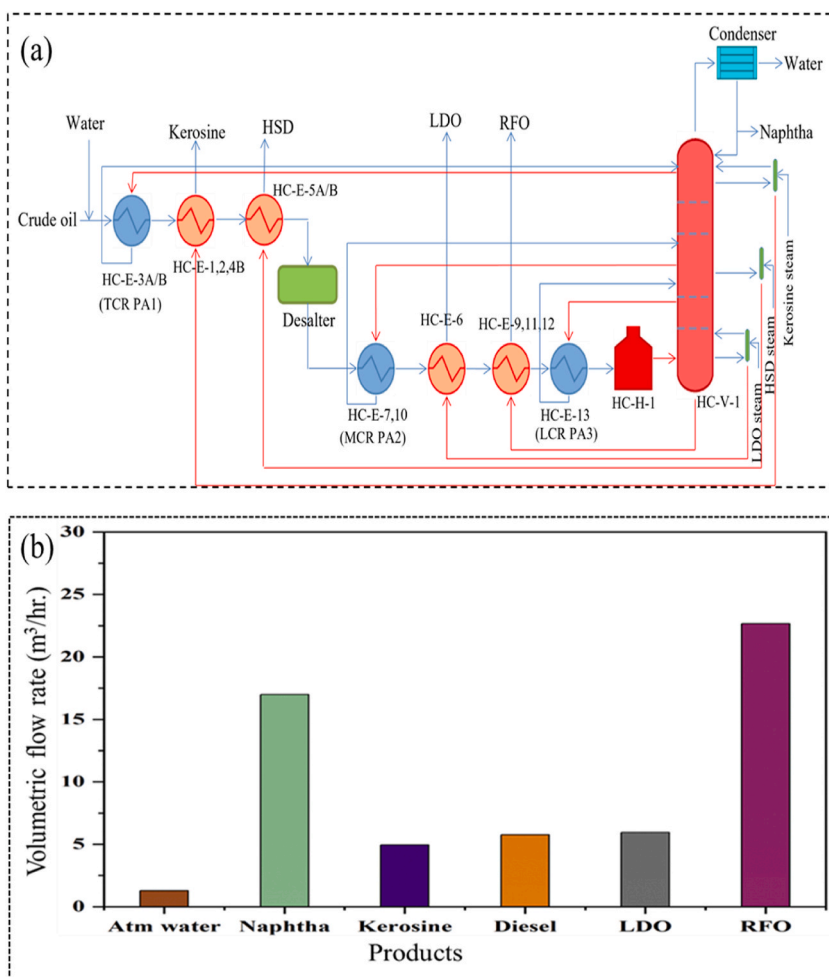 (a)
Condenser
Water
Water
Kerosine
HSD
LDO
RFO
Naphtha
HC-E-5A/B
Crude oil
HC-E-3A/B
(TCR PA1)
HC-E-1,2,4B
Desalter
HC-E-6
HC-E-9,11,12
HC-E-7,10
(MCR PA2)
HC-E-13
(LCR PA3)
HC-H-1
HC-V-1
LDO steam
HSD steam
Kerosine steam
(b)
Volumetric flow rate (m³/hr.)
30
25
20
15
10
5
0
Atm water Naphtha Kerosine Diesel LDO RFO
Products